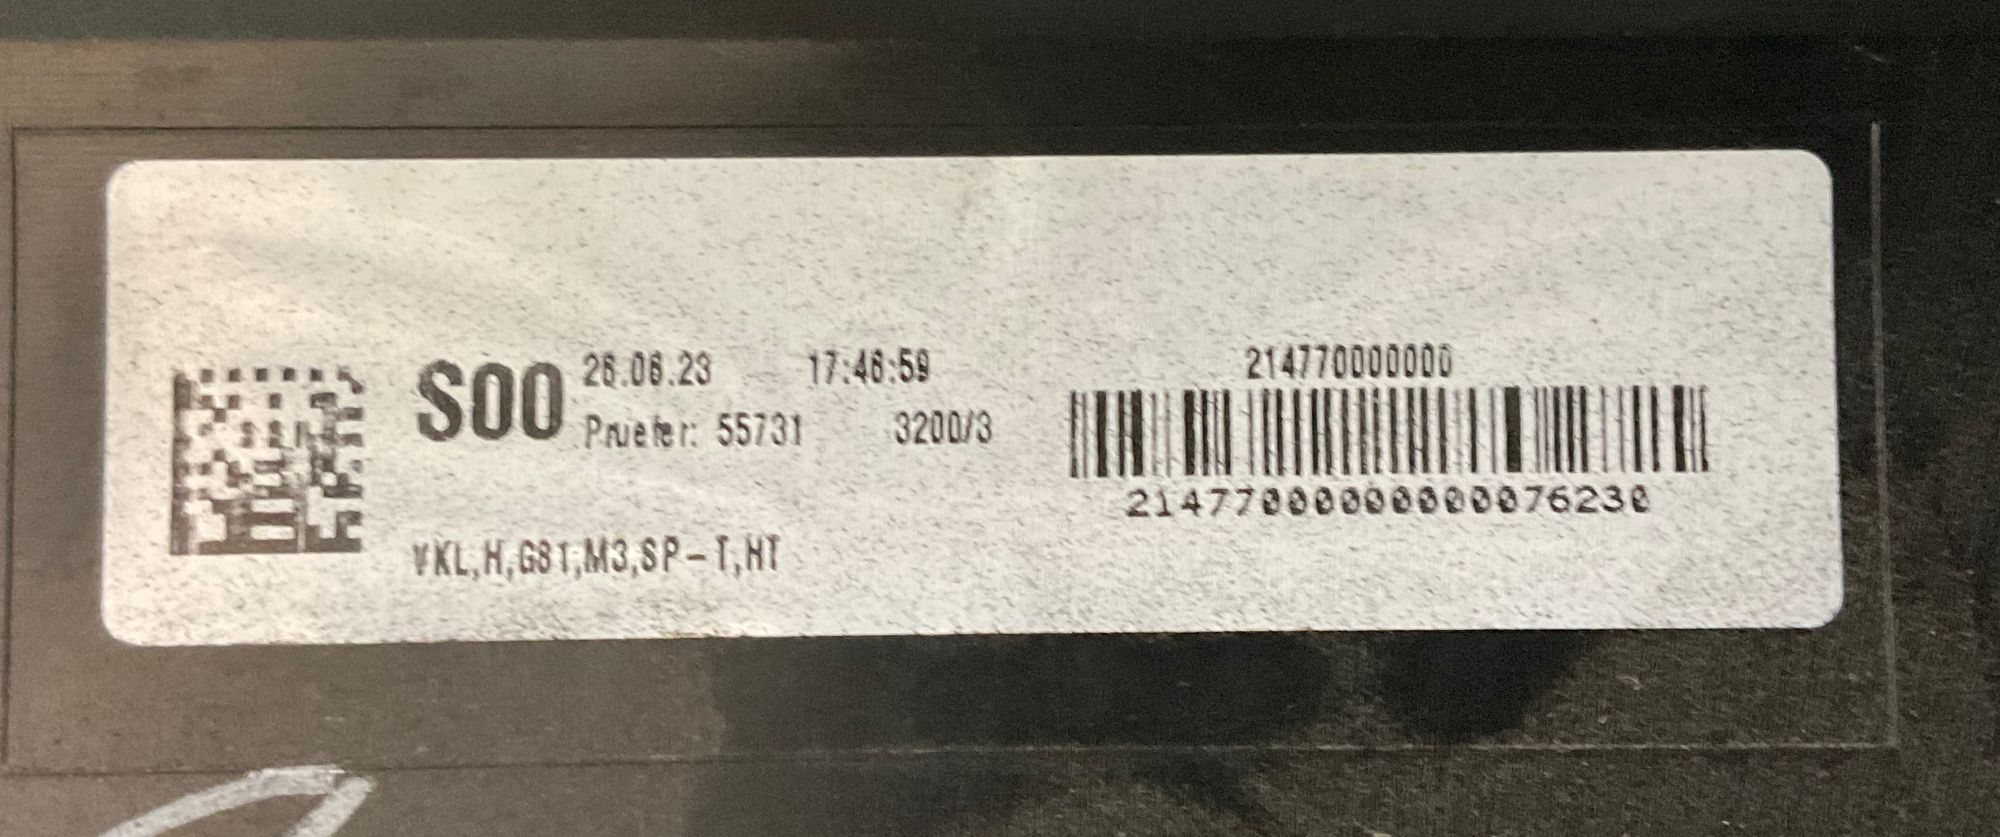 S00 26.06.23 17:46:59
Pruefer: 55731 3200/3
VKL,H,G81,M3,SP-T,HT
214770000000
21477000000000076230